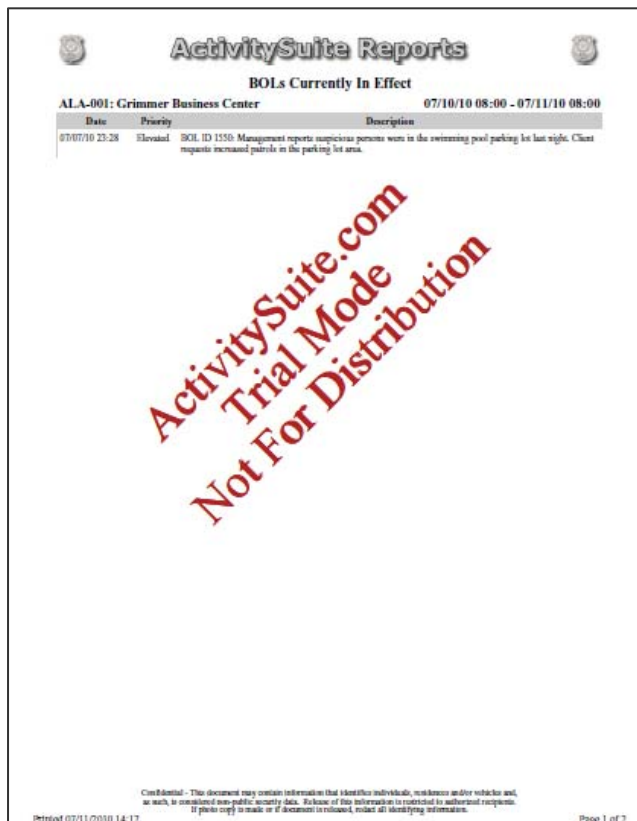 ActivitySuite Reports
BOLs Currently In Effect
ALA-001: Grimmer Business Center 07/10/10 08:00 - 07/11/10 08:00
Date Priority Description
07/07/10 23:28 Elevated BOL ID 1550: Management reports suspicious persons were in the swimming pool parking lot last night. Client
requests increased patrols in the parking lot area.
ActivitySuite.com
Trial Mode
Not For Distribution
Confidential - This document may contain information that identifies individuals, residences and/or vehicles and,
as such, is considered non-public security data. Release of this information is restricted to authorized recipients.
If photo copy is made or if document is released, redact all identifying information.
Printed 07/11/2010 14:17 Page 1 of 2